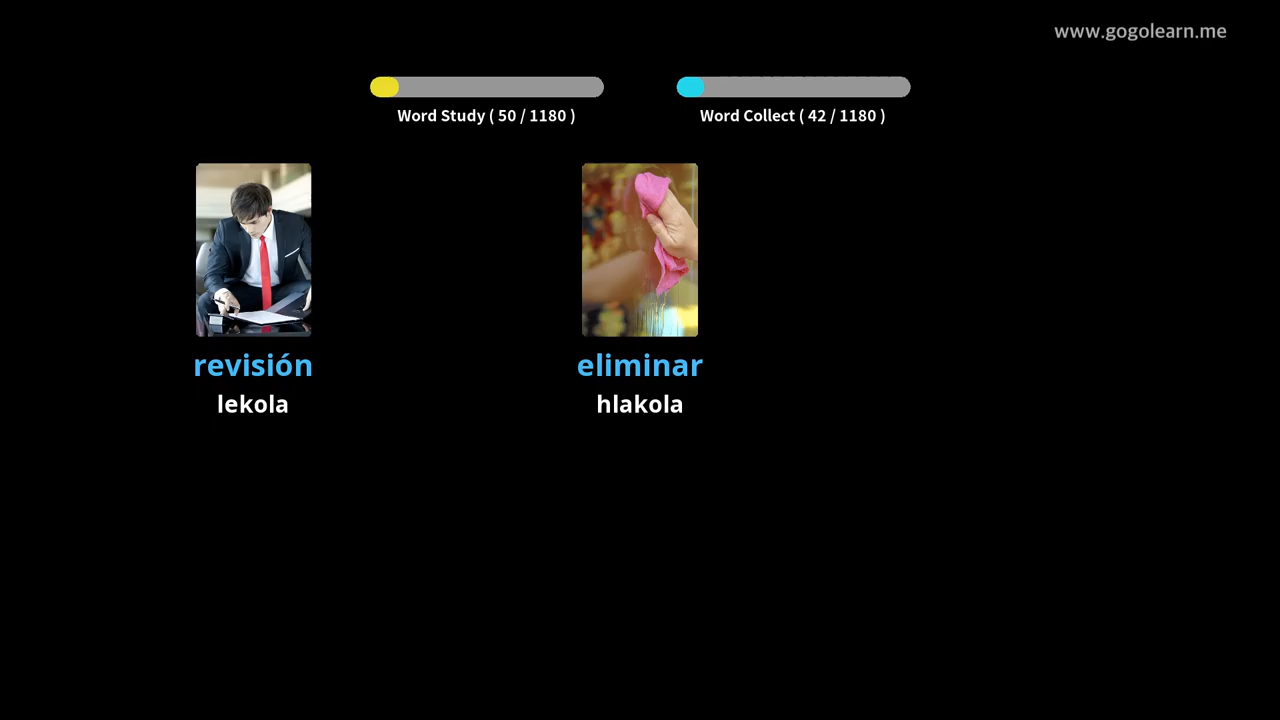 www.gogolearn.me
Word Study ( 50 / 1180 )
Word Collect ( 42 / 1180 )
revisión
lekola
eliminar
hlakola